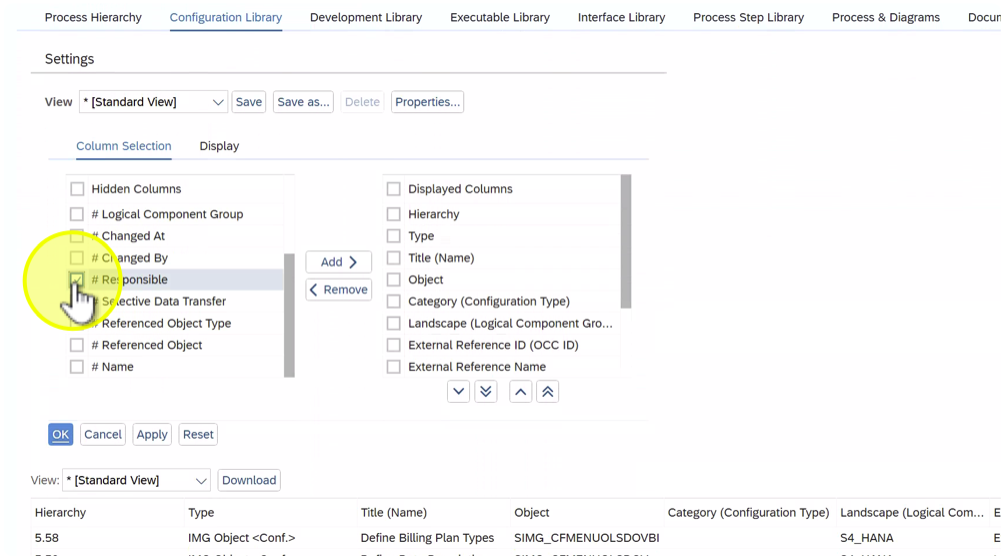 Process Hierarchy Configuration Library Development Library Executable Library Interface Library Process Step Library Process & Diagrams
Settings
View * [Standard View] Save Save as... Delete Properties...
Column Selection Display
Hidden Columns Displayed Columns
# Logical Component Group Hierarchy
# Changed At Type
# Changed By Title (Name)
Add
# Responsible Object
Remove
# Selective Data Transfer Category (Configuration Type)
# Referenced Object Type Landscape (Logical Component Gro...
# Referenced Object External Reference ID (OCC ID)
# Name External Reference Name
OK Cancel Apply Reset
View: * [Standard View] Download
Hierarchy Type Title (Name) Object Category (Configuration Type) Landscape (Logical Com... E
5.58 IMG Object <Conf.> Define Billing Plan Types SIMG_CFMENUOLSDOVBI S4_HANA E